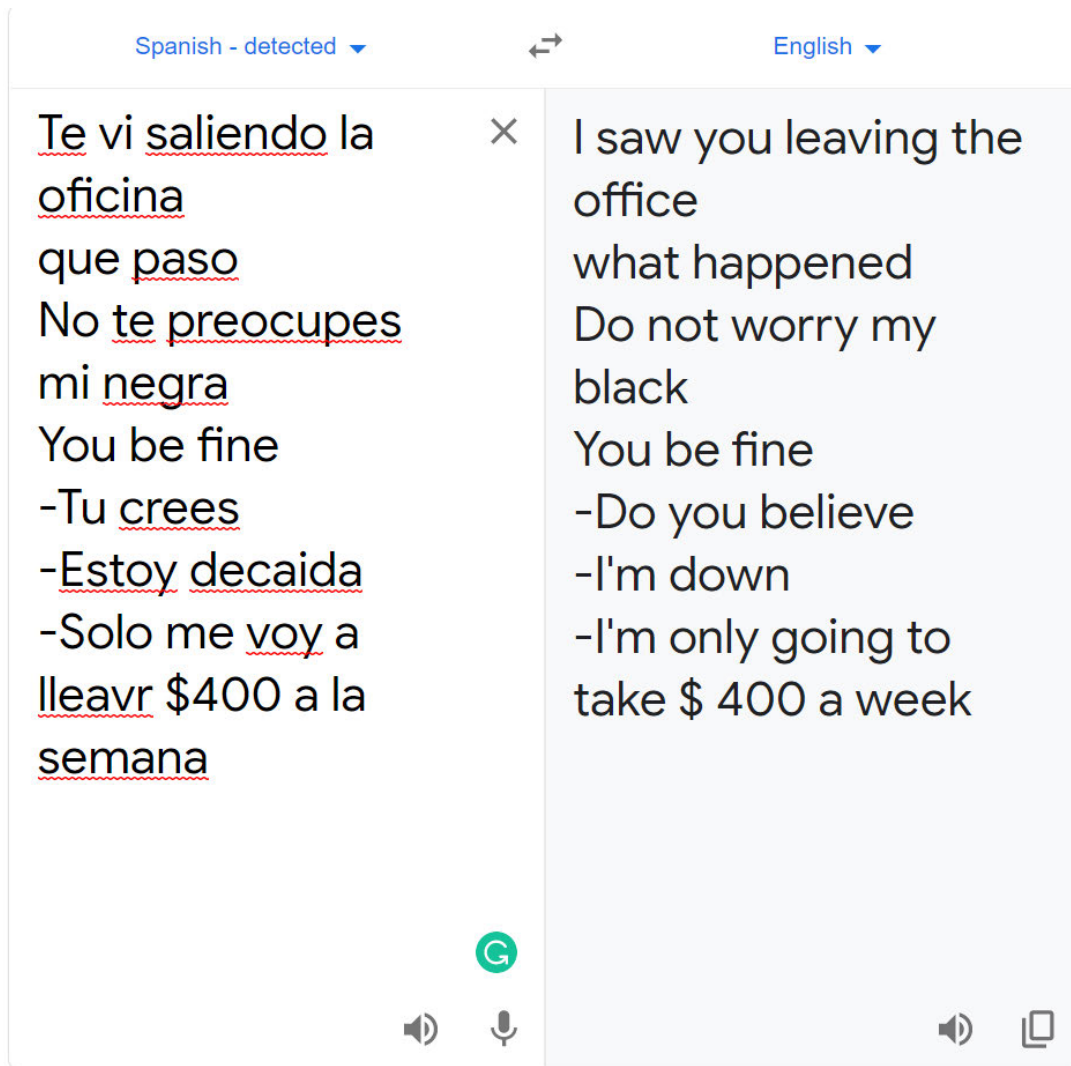 Spanish - detected
English
Te vi saliendo la
oficina
que paso
No te preocupes
mi negra
You be fine
-Tu crees
-Estoy decaida
-Solo me voy a
lleavr $400 a la
semana
I saw you leaving the
office
what happened
Do not worry my
black
You be fine
-Do you believe
-I'm down
-I'm only going to
take $ 400 a week